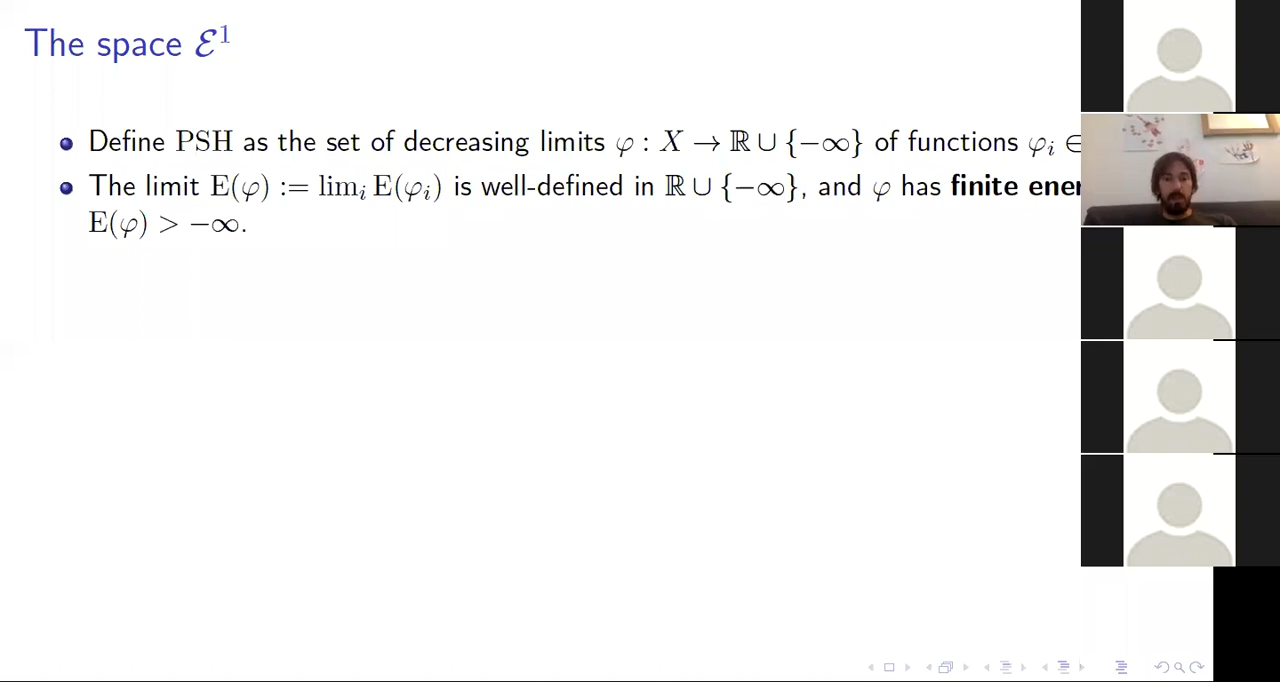 The space ℰ¹
Define PSH as the set of decreasing limits φ : X → ℝ ∪ {−∞} of functions φᵢ ∈
The limit E(φ) := limᵢ E(φᵢ) is well-defined in ℝ ∪ {−∞}, and φ has finite
E(φ) > −∞.